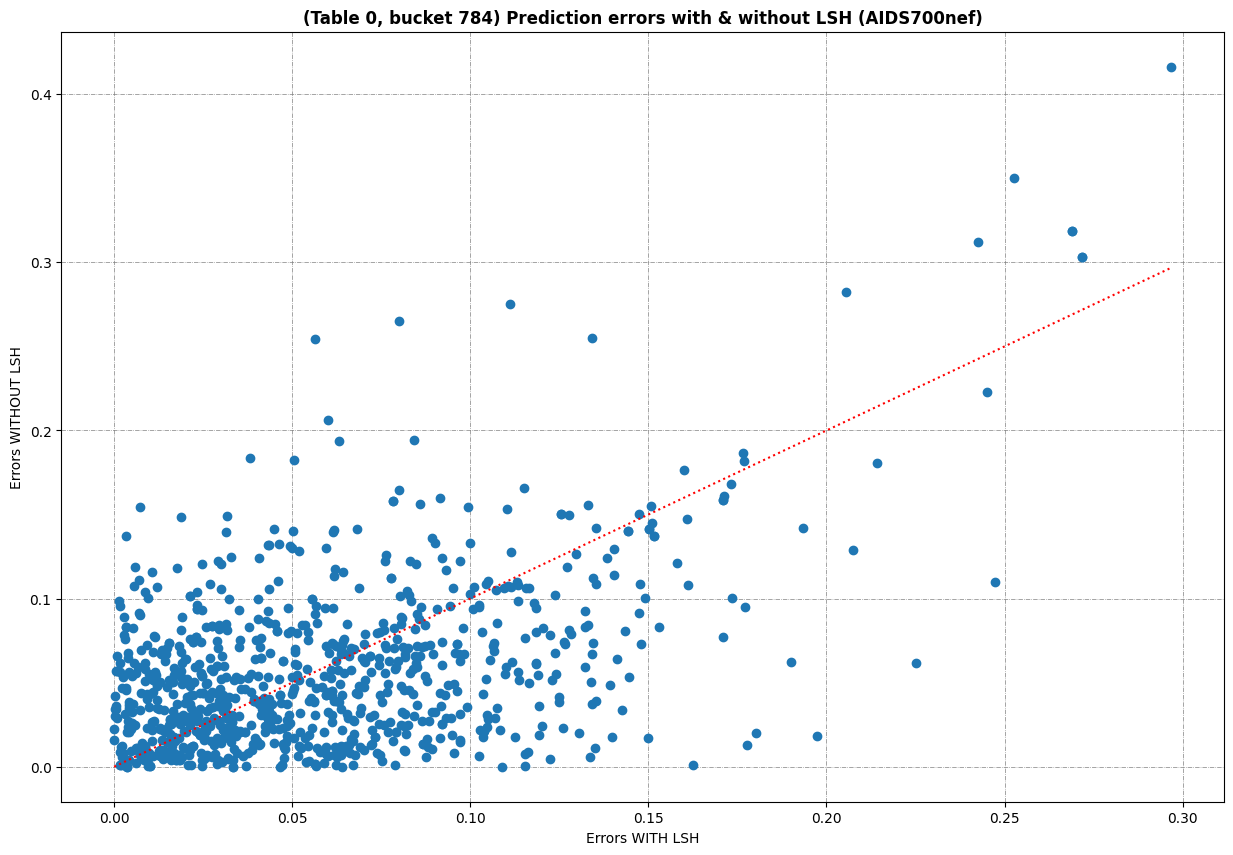 (Table 0, bucket 784) Prediction errors with & without LSH (AIDS700nef)
0.4
0.3
0.2
0.1
0.0
Errors WITHOUT LSH
0.00 0.05 0.10 0.15 0.20 0.25 0.30
Errors WITH LSH